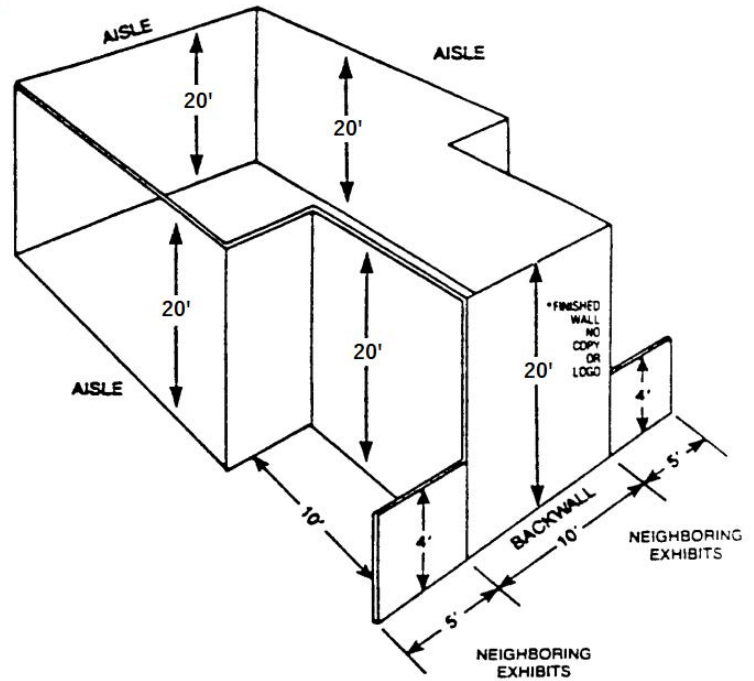 AISLE
AISLE
20'
20'
20'
20'
20'
*FINISHED
WALL
NO
COPY
OR
LOGO
AISLE
4'
4'
10'
BACKWALL
10'
5'
5'
NEIGHBORING
EXHIBITS
NEIGHBORING
EXHIBITS